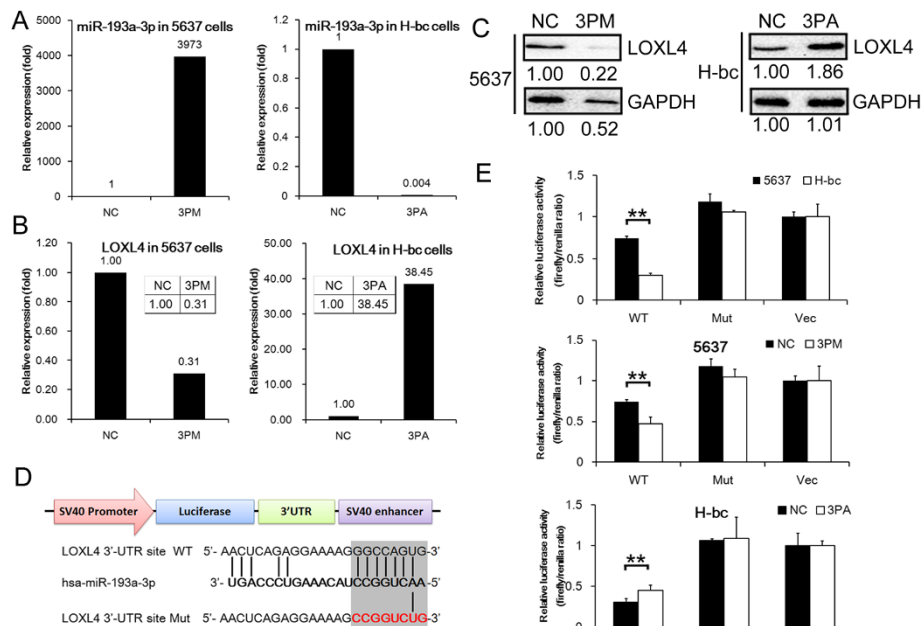 A
miR-193a-3p in 5637 cells
Relative expression (fold)
5000
4000
3000
2000
1000
0
1
3973
NC 3PM
miR-193a-3p in H-bc cells
Relative expression (fold)
1.2
1
0.8
0.6
0.4
0.2
0
1
0.004
NC 3PA
B
LOXL4 in 5637 cells
Relative expression (fold)
1.20
1.00
0.80
0.60
0.40
0.20
0.00
1.00
0.31
NC 3PM
1.00 0.31
NC 3PM
LOXL4 in H-bc cells
Relative expression (fold)
50.00
40.00
30.00
20.00
10.00
0.00
1.00
38.45
NC 3PA
1.00 38.45
NC 3PA
C
NC 3PM
5637
LOXL4
1.00 0.22
GAPDH
1.00 0.52
NC 3PA
H-bc
LOXL4
1.00 1.86
GAPDH
1.00 1.01
D
SV40 Promoter Luciferase 3'UTR SV40 enhancer
LOXL4 3'-UTR site WT 5'- AACUCAGAGGAAAAGGGCCAGUG-3'
hsa-miR-193a-3p 3'- UGACCCUGAAACAUCCGGUCAA-5'
LOXL4 3'-UTR site Mut 5'- AACUCAGAGGAAAAGCCGGUCUG-3'
E
Relative luciferase activity
(firefly/renilla ratio)
1.5
1
0.5
0
5637 H-bc
**
WT Mut Vec
5637
Relative luciferase activity
(firefly/renilla ratio)
1.5
1
0.5
0
NC 3PM
**
WT Mut Vec
H-bc
Relative luciferase activity
(firefly/renilla ratio)
1.5
1
0.5
NC 3PA
**